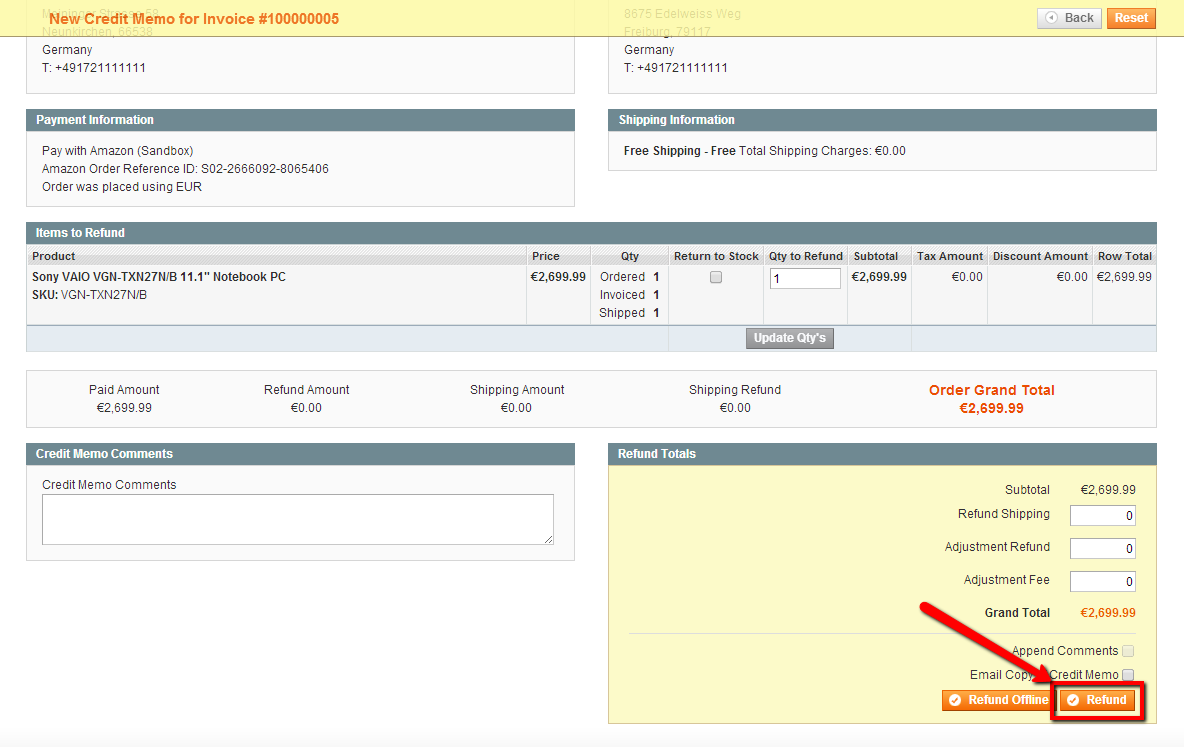 New Credit Memo for Invoice #100000005
Back
Reset
Meininger Strasse 58
Neunkirchen, 66538
Germany
T: +491721111111
8675 Edelweiss Weg
Freiburg, 79117
Germany
T: +491721111111
Payment Information
Pay with Amazon (Sandbox)
Amazon Order Reference ID: S02-2666092-8065406
Order was placed using EUR
Shipping Information
Free Shipping - Free Total Shipping Charges: €0.00
Items to Refund
Product Price Qty Return to Stock Qty to Refund Subtotal Tax Amount Discount Amount Row Total
Sony VAIO VGN-TXN27N/B 11.1" Notebook PC €2,699.99 Ordered 1 1 €2,699.99 €0.00 €0.00 €2,699.99
SKU: VGN-TXN27N/B Invoiced 1
Shipped 1
Update Qty's
Paid Amount Refund Amount Shipping Amount Shipping Refund Order Grand Total
€2,699.99 €0.00 €0.00 €0.00 €2,699.99
Credit Memo Comments
Credit Memo Comments
Refund Totals
Subtotal €2,699.99
Refund Shipping 0
Adjustment Refund 0
Adjustment Fee 0
Grand Total €2,699.99
Append Comments
Email Copy Credit Memo
Refund Offline Refund